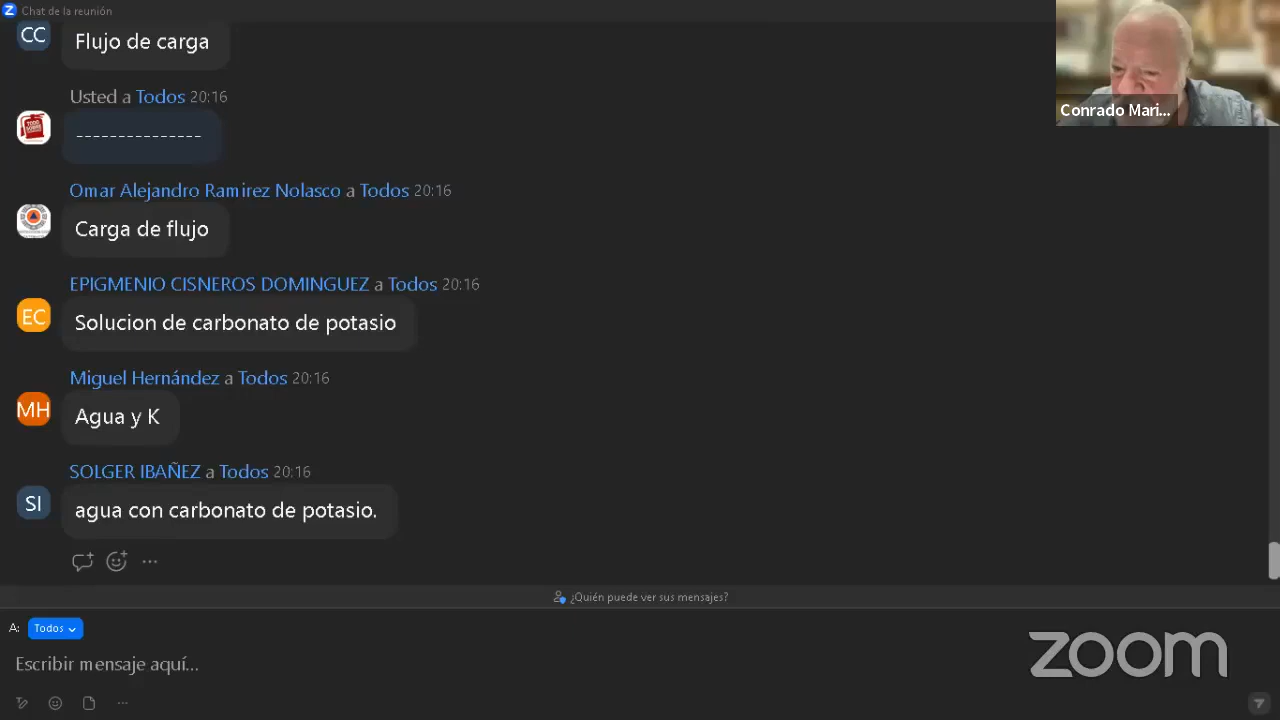 Chat de la reunión
CC
Flujo de carga
Usted a Todos 20:16
---------------
Omar Alejandro Ramirez Nolasco a Todos 20:16
Carga de flujo
EPIGMENIO CISNEROS DOMINGUEZ a Todos 20:16
EC
Solucion de carbonato de potasio
Miguel Hernández a Todos 20:16
MH
Agua y K
SOLGER IBAÑEZ a Todos 20:16
SI
agua con carbonato de potasio.
¿Quién puede ver sus mensajes?
A: Todos
Escribir mensaje aquí...
Conrado Mari...
zoom